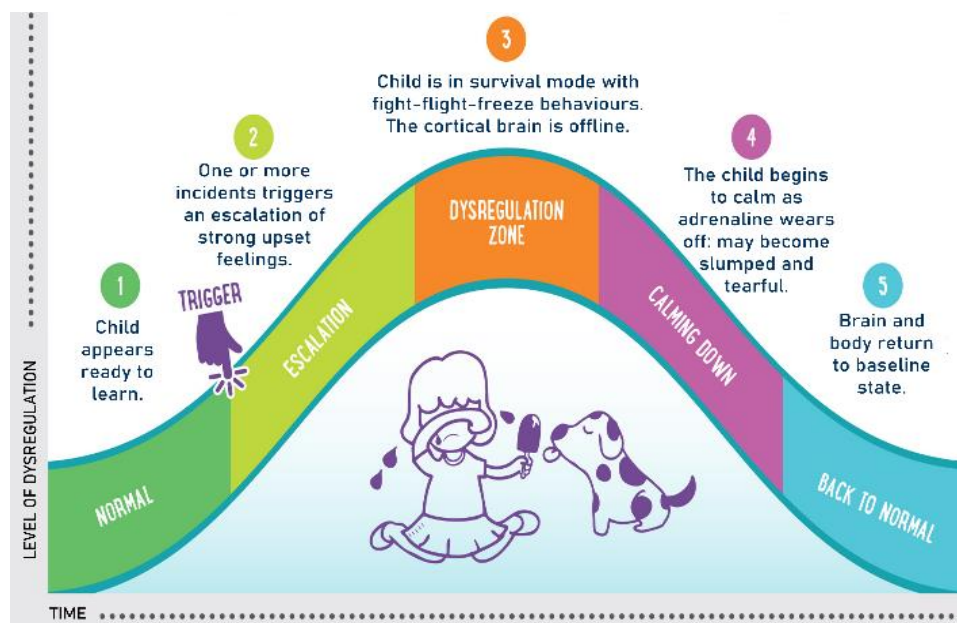 3
Child is in survival mode with
fight-flight-freeze behaviours.
The cortical brain is offline.
2
One or more
incidents triggers
an escalation of
strong upset
feelings.
4
The child begins
to calm as
adrenaline wears
off: may become
slumped and
tearful.
1
Child
appears
ready to
learn.
5
Brain and
body return
to baseline
state.
TRIGGER
NORMAL
ESCALATION
DYSREGULATION
ZONE
CALMING DOWN
BACK TO NORMAL
LEVEL OF DYSREGULATION
TIME